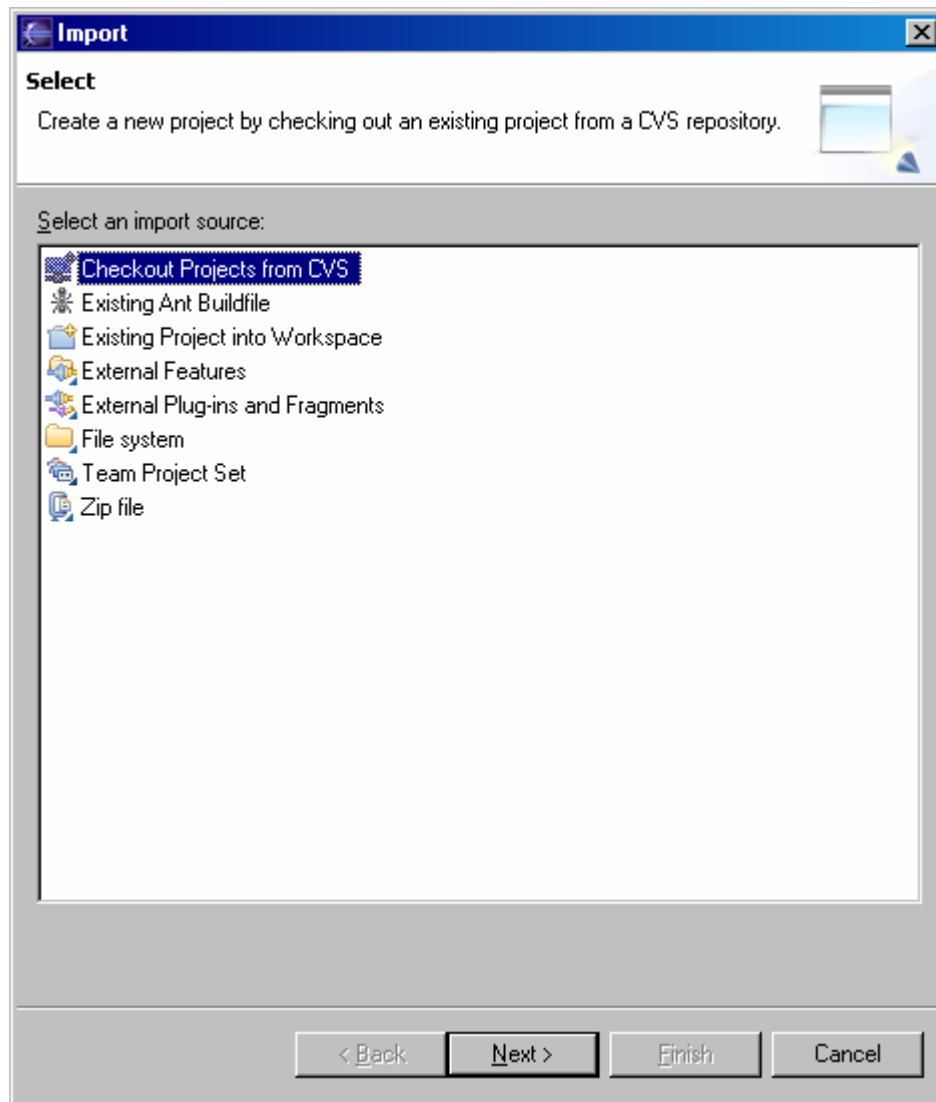 Import
Select
Create a new project by checking out an existing project from a CVS repository.
Select an import source:
Checkout Projects from CVS
Existing Ant Buildfile
Existing Project into Workspace
External Features
External Plug-ins and Fragments
File system
Team Project Set
Zip file
< Back Next > Finish Cancel